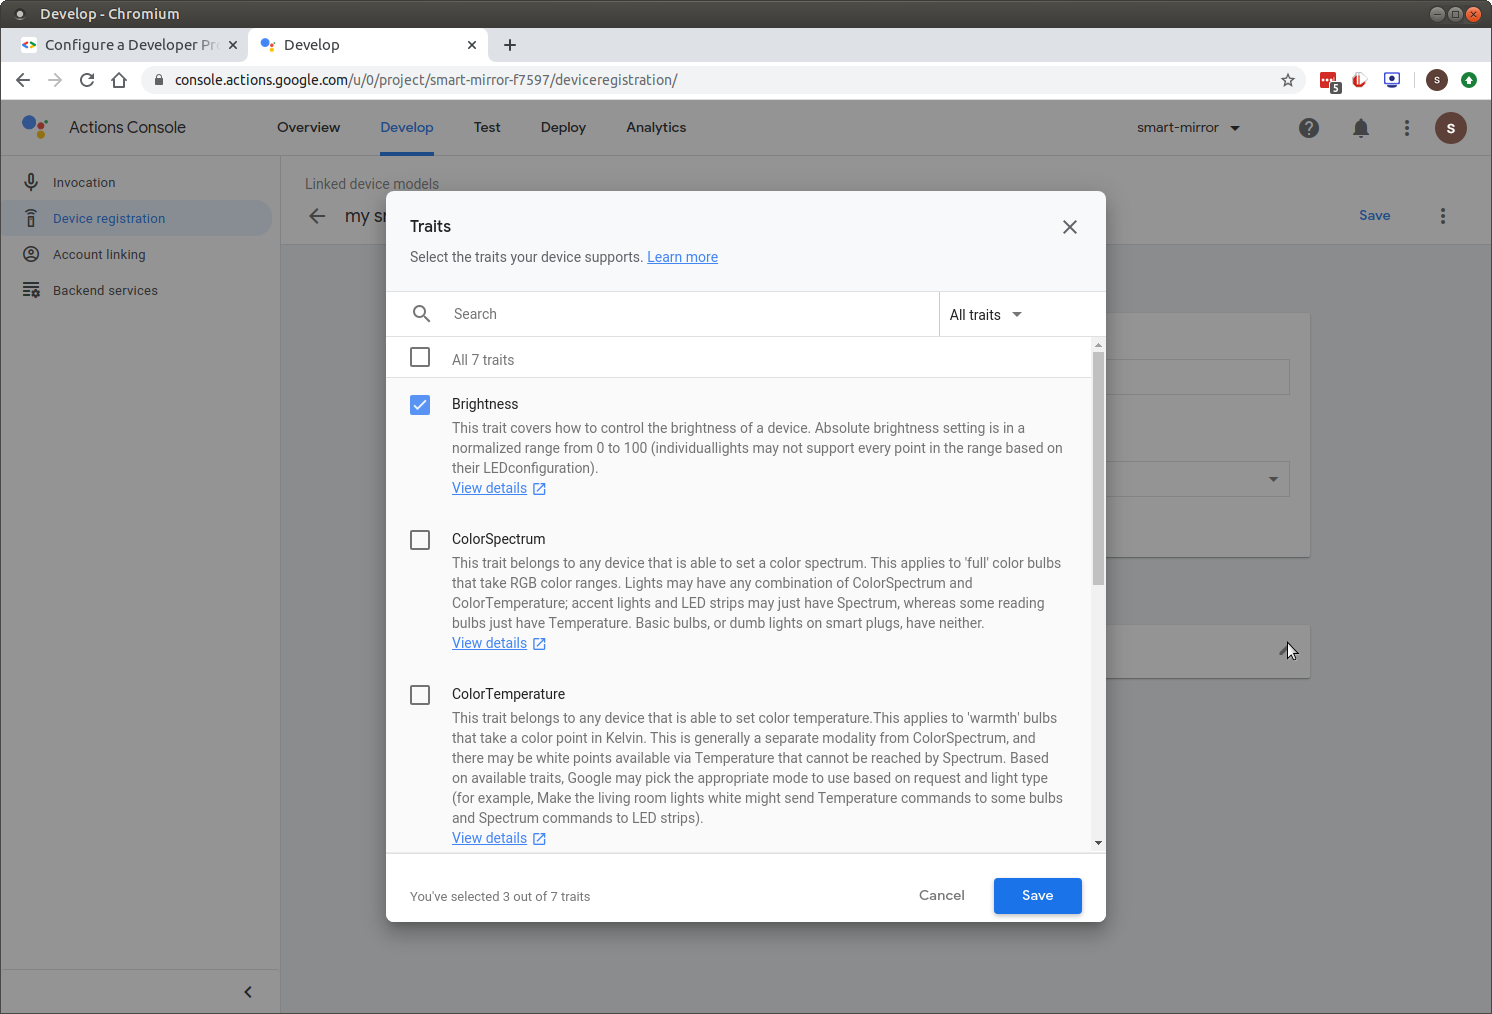 Develop - Chromium
Configure a Developer Pr
Develop
console.actions.google.com/u/0/project/smart-mirror-f7597/deviceregistration/
5
S
Actions Console
Overview
Develop
Test
Deploy
Analytics
smart-mirror
S
Invocation
Device registration
Account linking
Backend services
Linked device models
my sm
Save
Traits
Select the traits your device supports. Learn more
Search
All traits
All 7 traits
Brightness
This trait covers how to control the brightness of a device. Absolute brightness setting is in a
normalized range from 0 to 100 (individuallights may not support every point in the range based on
their LEDconfiguration).
View details
ColorSpectrum
This trait belongs to any device that is able to set a color spectrum. This applies to 'full' color bulbs
that take RGB color ranges. Lights may have any combination of ColorSpectrum and
ColorTemperature; accent lights and LED strips may just have Spectrum, whereas some reading
bulbs just have Temperature. Basic bulbs, or dumb lights on smart plugs, have neither.
View details
ColorTemperature
This trait belongs to any device that is able to set color temperature.This applies to 'warmth' bulbs
that take a color point in Kelvin. This is generally a separate modality from ColorSpectrum, and
there may be white points available via Temperature that cannot be reached by Spectrum. Based
on available traits, Google may pick the appropriate mode to use based on request and light type
(for example, Make the living room lights white might send Temperature commands to some bulbs
and Spectrum commands to LED strips).
View details
You've selected 3 out of 7 traits
Cancel
Save